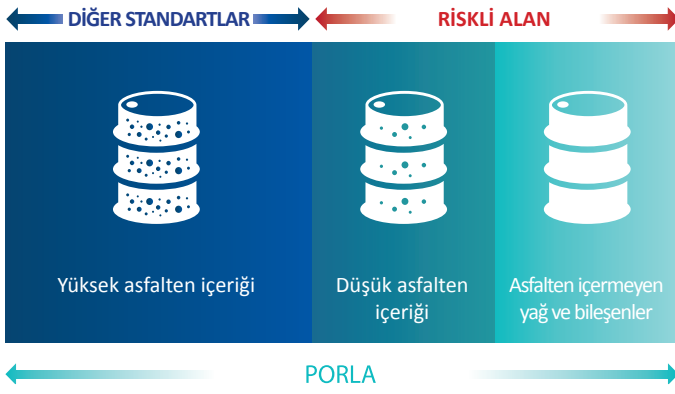 DİĞER STANDARTLAR
RİSKLİ ALAN
Yüksek asfalten içeriği
Düşük asfalten
içeriği
Asfalten içermeyen
yağ ve bileşenler
PORLA